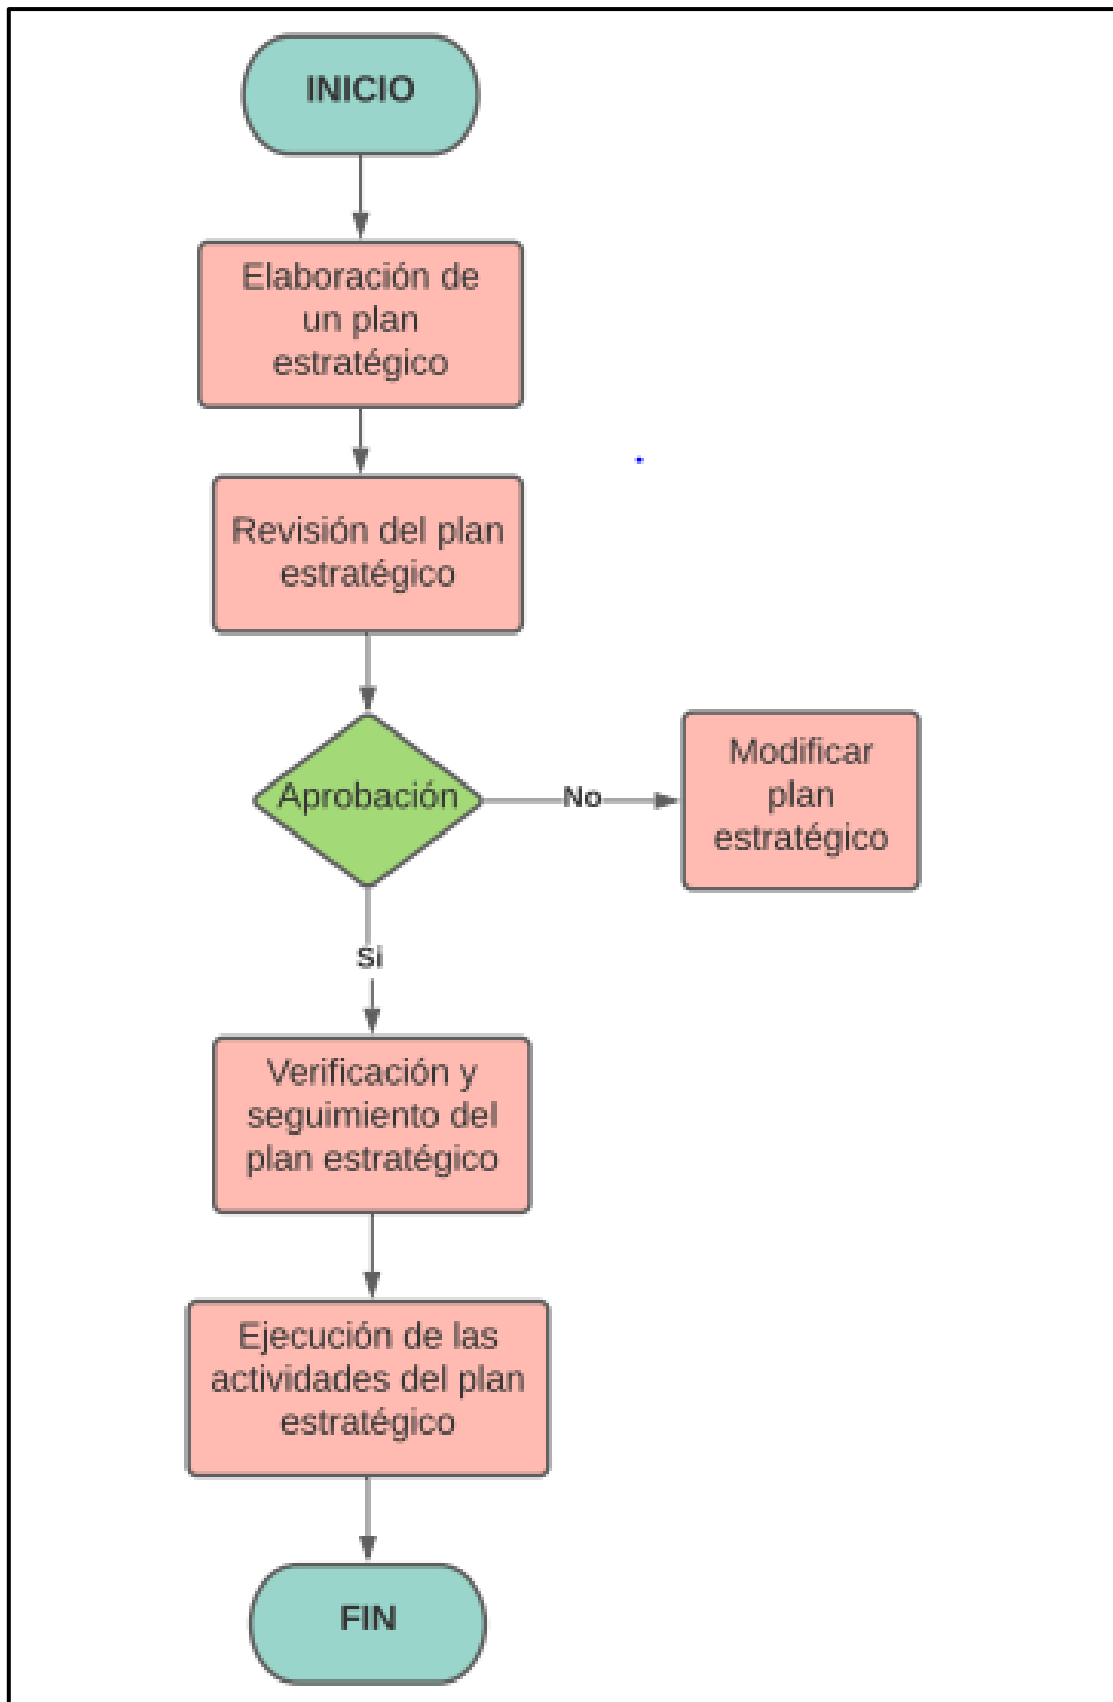 INICIO
Elaboración de
un plan
estratégico
Revisión del plan
estratégico
Aprobación
No
Modificar
plan
estratégico
Si
Verificación y
seguimiento del
plan estratégico
Ejecución de las
actividades del plan
estratégico
FIN